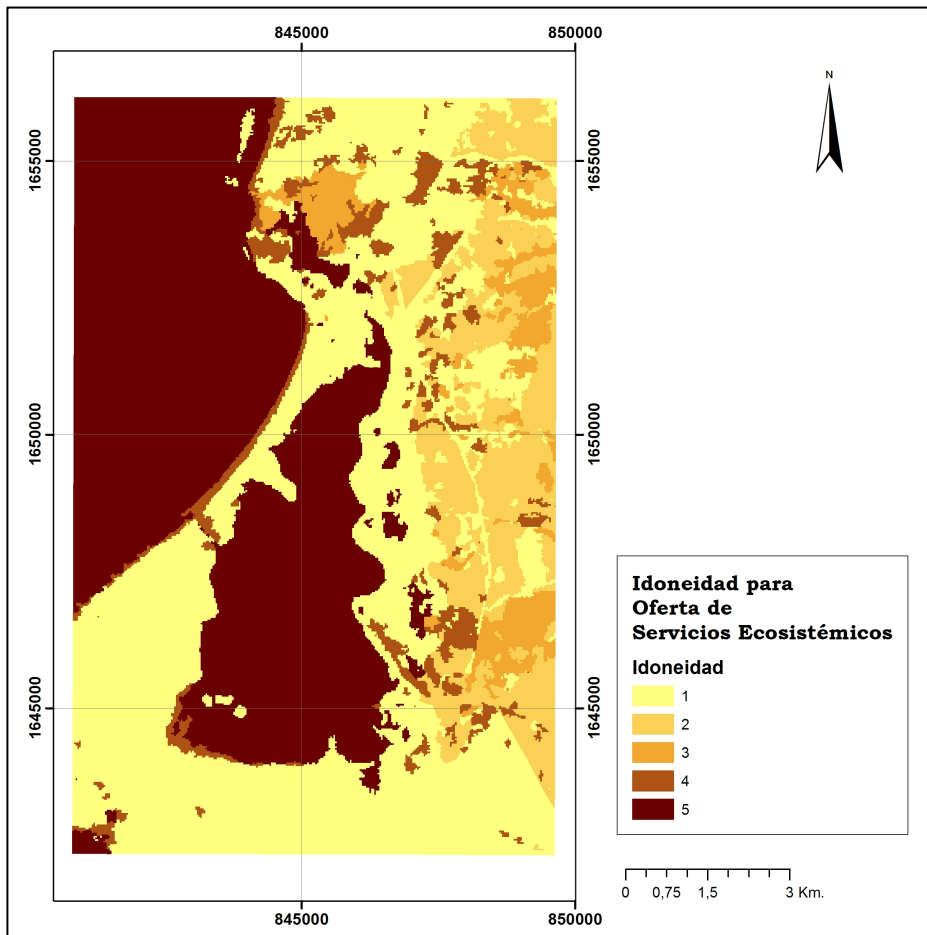 845000 850000
N
1655000 1655000
1650000 1650000
1645000 1645000
Idoneidad para
Oferta de
Servicios Ecosistémicos
Idoneidad
1
2
3
4
5
0 0,75 1,5 3 Km.
845000 850000